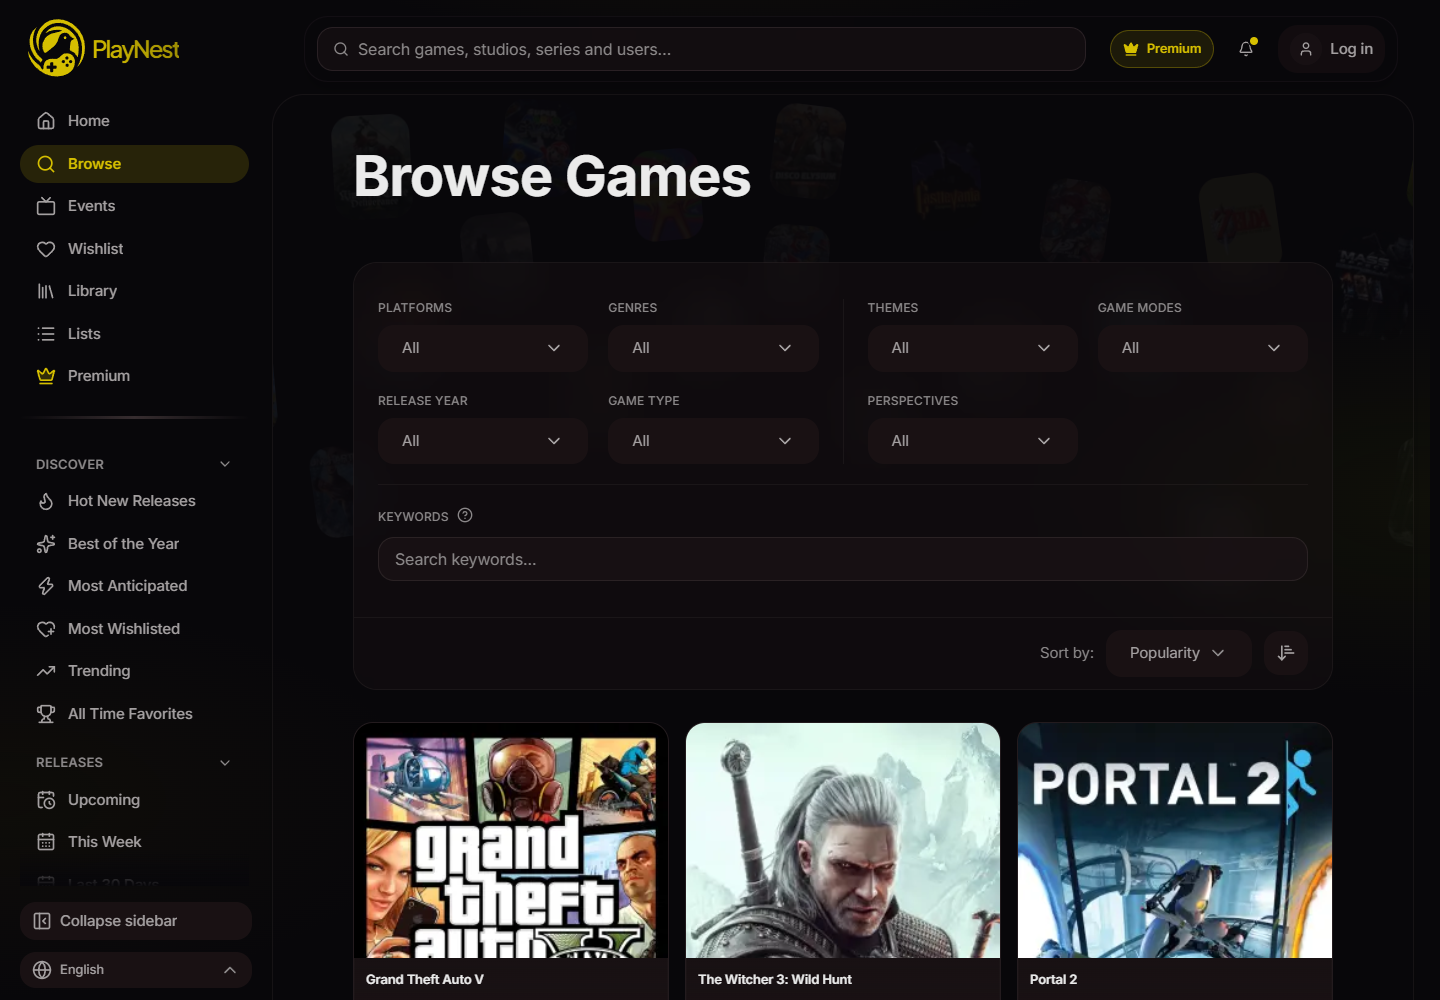 PlayNest
Search games, studios, series and users...
Premium
Log in
Home
Browse
Events
Wishlist
Library
Lists
Premium
DISCOVER
Hot New Releases
Best of the Year
Most Anticipated
Most Wishlisted
Trending
All Time Favorites
RELEASES
Upcoming
This Week
Last 30 Days
Collapse sidebar
English
Browse Games
PLATFORMS
GENRES
THEMES
GAME MODES
All
All
All
All
RELEASE YEAR
GAME TYPE
PERSPECTIVES
All
All
All
KEYWORDS
Search keywords...
Sort by:
Popularity
grand
theft
auto
V
PORTAL 2
Grand Theft Auto V
The Witcher 3: Wild Hunt
Portal 2